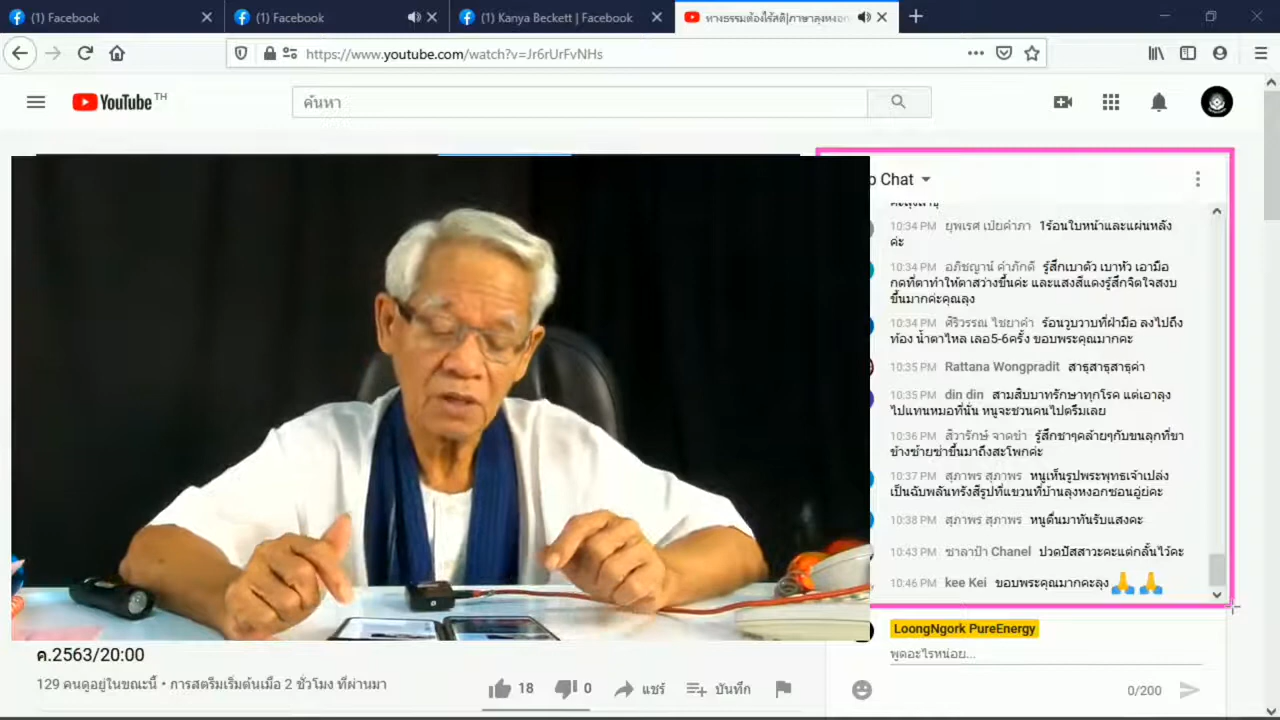 (1) Facebook
(1) Facebook
(1) Kanya Beckett | Facebook
ทางธรรมต้องไร้สติ|ภาษาลุงหงอก
https://www.youtube.com/watch?v=Jr6rUrFvNHs
YouTube TH
ค้นหา
Chat
10:34 PM ยุพเรศ เปียคำภา 1ร้อนใบหน้าและแผ่นหลัง
ค่ะ
10:34 PM อภิชญาน์ คำภักดี รู้สึกเบาตัว เบาหัว เอามือ
กดที่ตาทำให้ตาสว่างขึ้นค่ะ และแสงสีแดงรู้สึกจิตใจสงบ
ขึ้นมากค่ะคุณลุง
10:34 PM ศิริวรรณ ไชยาคำ ร้อนวูบวาบที่ฝ่ามือ ลงไปถึง
ท้อง น้ำตาไหล เลอ5-6ครั้ง ขอบพระคุณมากคะ
10:35 PM Rattana Wongpradit สาธุสาธุสาธุค่า
10:35 PM din din สามสิบบาทรักษาทุกโรค แต่เอาลุง
ไปแทนหมอที่นั่น หนูจะชวนคนไปตรึมเลย
10:36 PM สิวารักษ์ จาดขำ รู้สึกชาๆคล้ายๆกับขนลุกที่ขา
ข้างซ้ายซ่าขึ้นมาถึงสะโพกค่ะ
10:37 PM สุภาพร สุภาพร หนูเห็นรูปพระพุทธเจ้าเปล่ง
เป็นฉับพลันทรังสีรูปที่แขวนที่บ้านลุงหงอกซอนอู่ย่คะ
10:38 PM สุภาพร สุภาพร หนูตื่นมาทันรับแสงคะ
10:43 PM ชาลาป้า Chanel ปวดปัสสาวะคะแต่กลั้นไว้คะ
10:46 PM kee Kei ขอบพระคุณมากคะลุง 🙏🙏
LoongNgork PureEnergy
พูดอะไรหน่อย...
0/200
ค.2563/20:00
129 คนดูอยู่ในขณะนี้ • การสตรีมเริ่มต้นเมื่อ 2 ชั่วโมง ที่ผ่านมา
18 0 แชร์ บันทึก